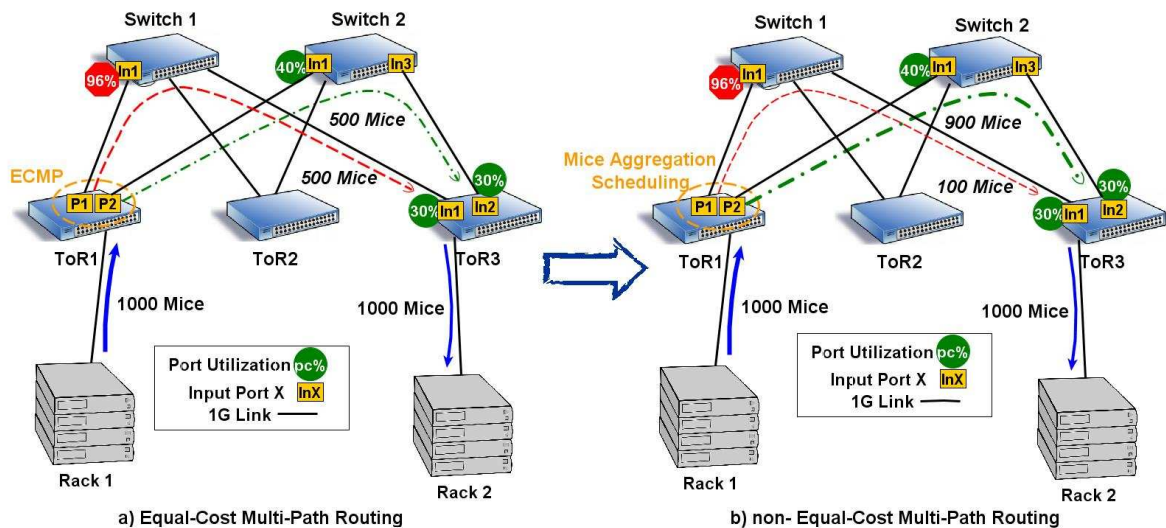 Switch 1
Switch 2
96%
In1
40%
In1
In3
500 Mice
ECMP
500 Mice
30%
P1
P2
30%
In1
In2
ToR1
ToR2
ToR3
1000 Mice
1000 Mice
Port Utilization
pc%
Input Port X
InX
1G Link
Rack 1
Rack 2
a) Equal-Cost Multi-Path Routing
Switch 1
Switch 2
96%
In1
40%
In1
In3
900 Mice
Mice Aggregation
Scheduling
100 Mice
30%
P1
P2
30%
In1
In2
ToR1
ToR2
ToR3
1000 Mice
1000 Mice
Port Utilization
pc%
Input Port X
InX
1G Link
Rack 1
Rack 2
b) non- Equal-Cost Multi-Path Routing